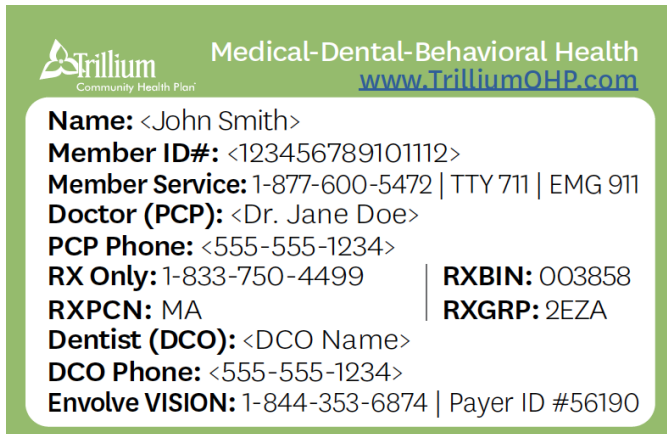 Trillium
Community Health Plan
Medical-Dental-Behavioral Health
www.TrilliumOHP.com
Name: <John Smith>
Member ID#: <123456789101112>
Member Service: 1-877-600-5472 | TTY 711 | EMG 911
Doctor (PCP): <Dr. Jane Doe>
PCP Phone: <555-555-1234>
RX Only: 1-833-750-4499 | RXBIN: 003858
RXPCN: MA | RXGRP: 2EZA
Dentist (DCO): <DCO Name>
DCO Phone: <555-555-1234>
Envolve VISION: 1-844-353-6874 | Payer ID #56190